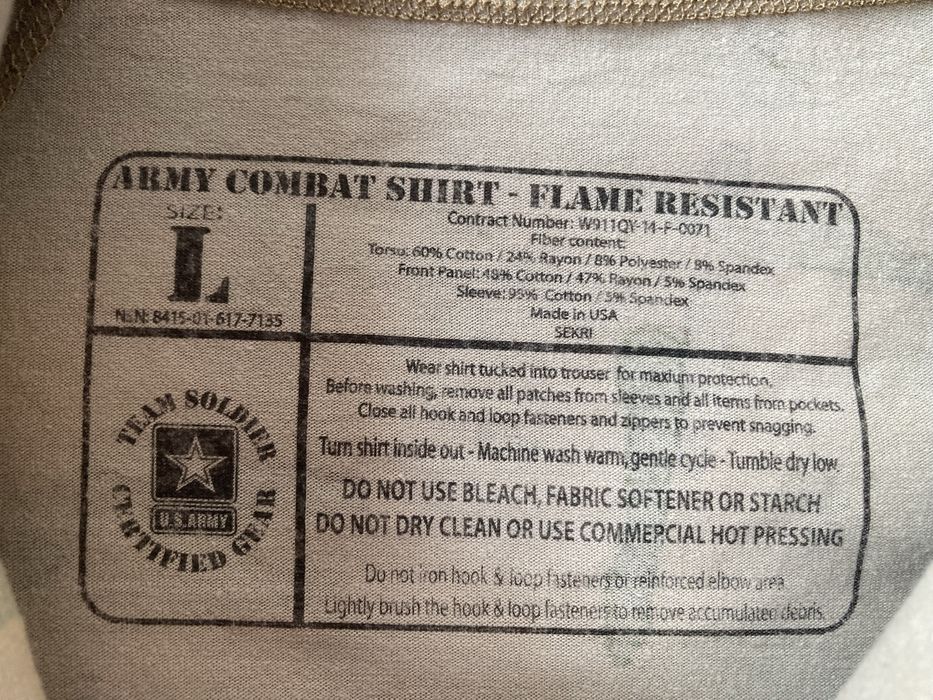 ARMY COMBAT SHIRT - FLAME RESISTANT
SIZE:
L
N.N: 8415-01-617-7135
Contract Number: W911QY-14-F-0071
Fiber content:
Torso: 60% Cotton / 24% Rayon / 8% Polyester / 8% Spandex
Front Panel: 48% Cotton / 47% Rayon / 5% Spandex
Sleeve: 95% Cotton / 5% Spandex
Made in USA
SEKRI
TEAM SOLDIER
U.S.ARMY
CERTIFIED GEAR
Wear shirt tucked into trouser for maxium protection.
Before washing, remove all patches from sleeves and all items from pockets.
Close all hook and loop fasteners and zippers to prevent snagging.
Turn shirt inside out - Machine wash warm, gentle cycle - Tumble dry low.
DO NOT USE BLEACH, FABRIC SOFTENER OR STARCH
DO NOT DRY CLEAN OR USE COMMERCIAL HOT PRESSING
Do not iron hook & loop fasteners or reinforced elbow area
Lightly brush the hook & loop fasteners to remove accumulated debris.